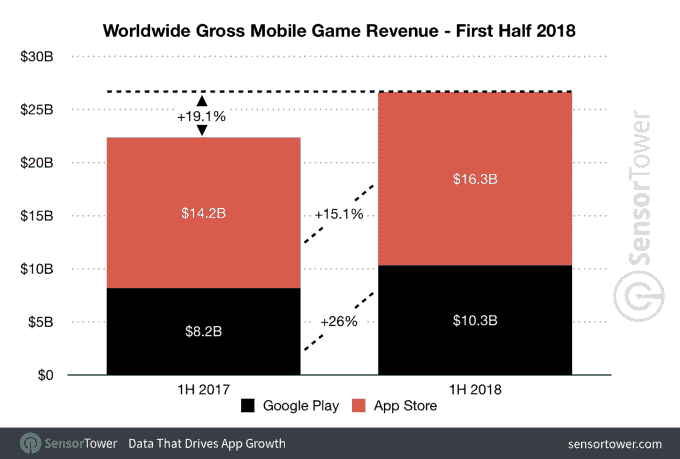 Worldwide Gross Mobile Game Revenue - First Half 2018
$30B
$25B
$20B
$15B
$10B
$5B
$0
+19.1%
$14.2B
$8.2B
+15.1%
+26%
$16.3B
$10.3B
1H 2017
1H 2018
Google Play
App Store
SensorTower
SensorTower Data That Drives App Growth
sensortower.com